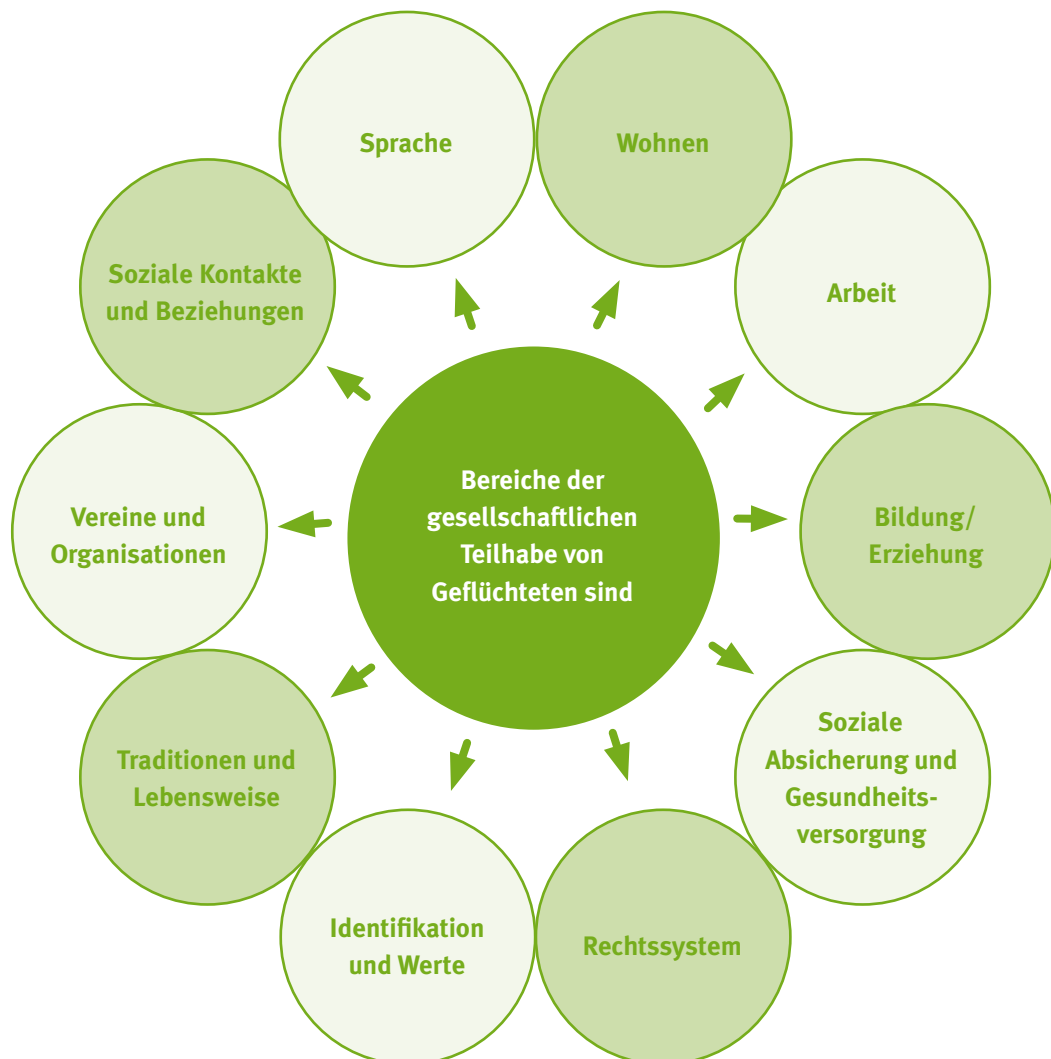 Sprache
Wohnen
Soziale Kontakte
und Beziehungen
Arbeit
Vereine und
Organisationen
Bereiche der
gesellschaftlichen
Teilhabe von
Geflüchteten sind
Bildung/
Erziehung
Traditionen und
Lebensweise
Soziale
Absicherung und
Gesundheits-
versorgung
Identifikation
und Werte
Rechtssystem